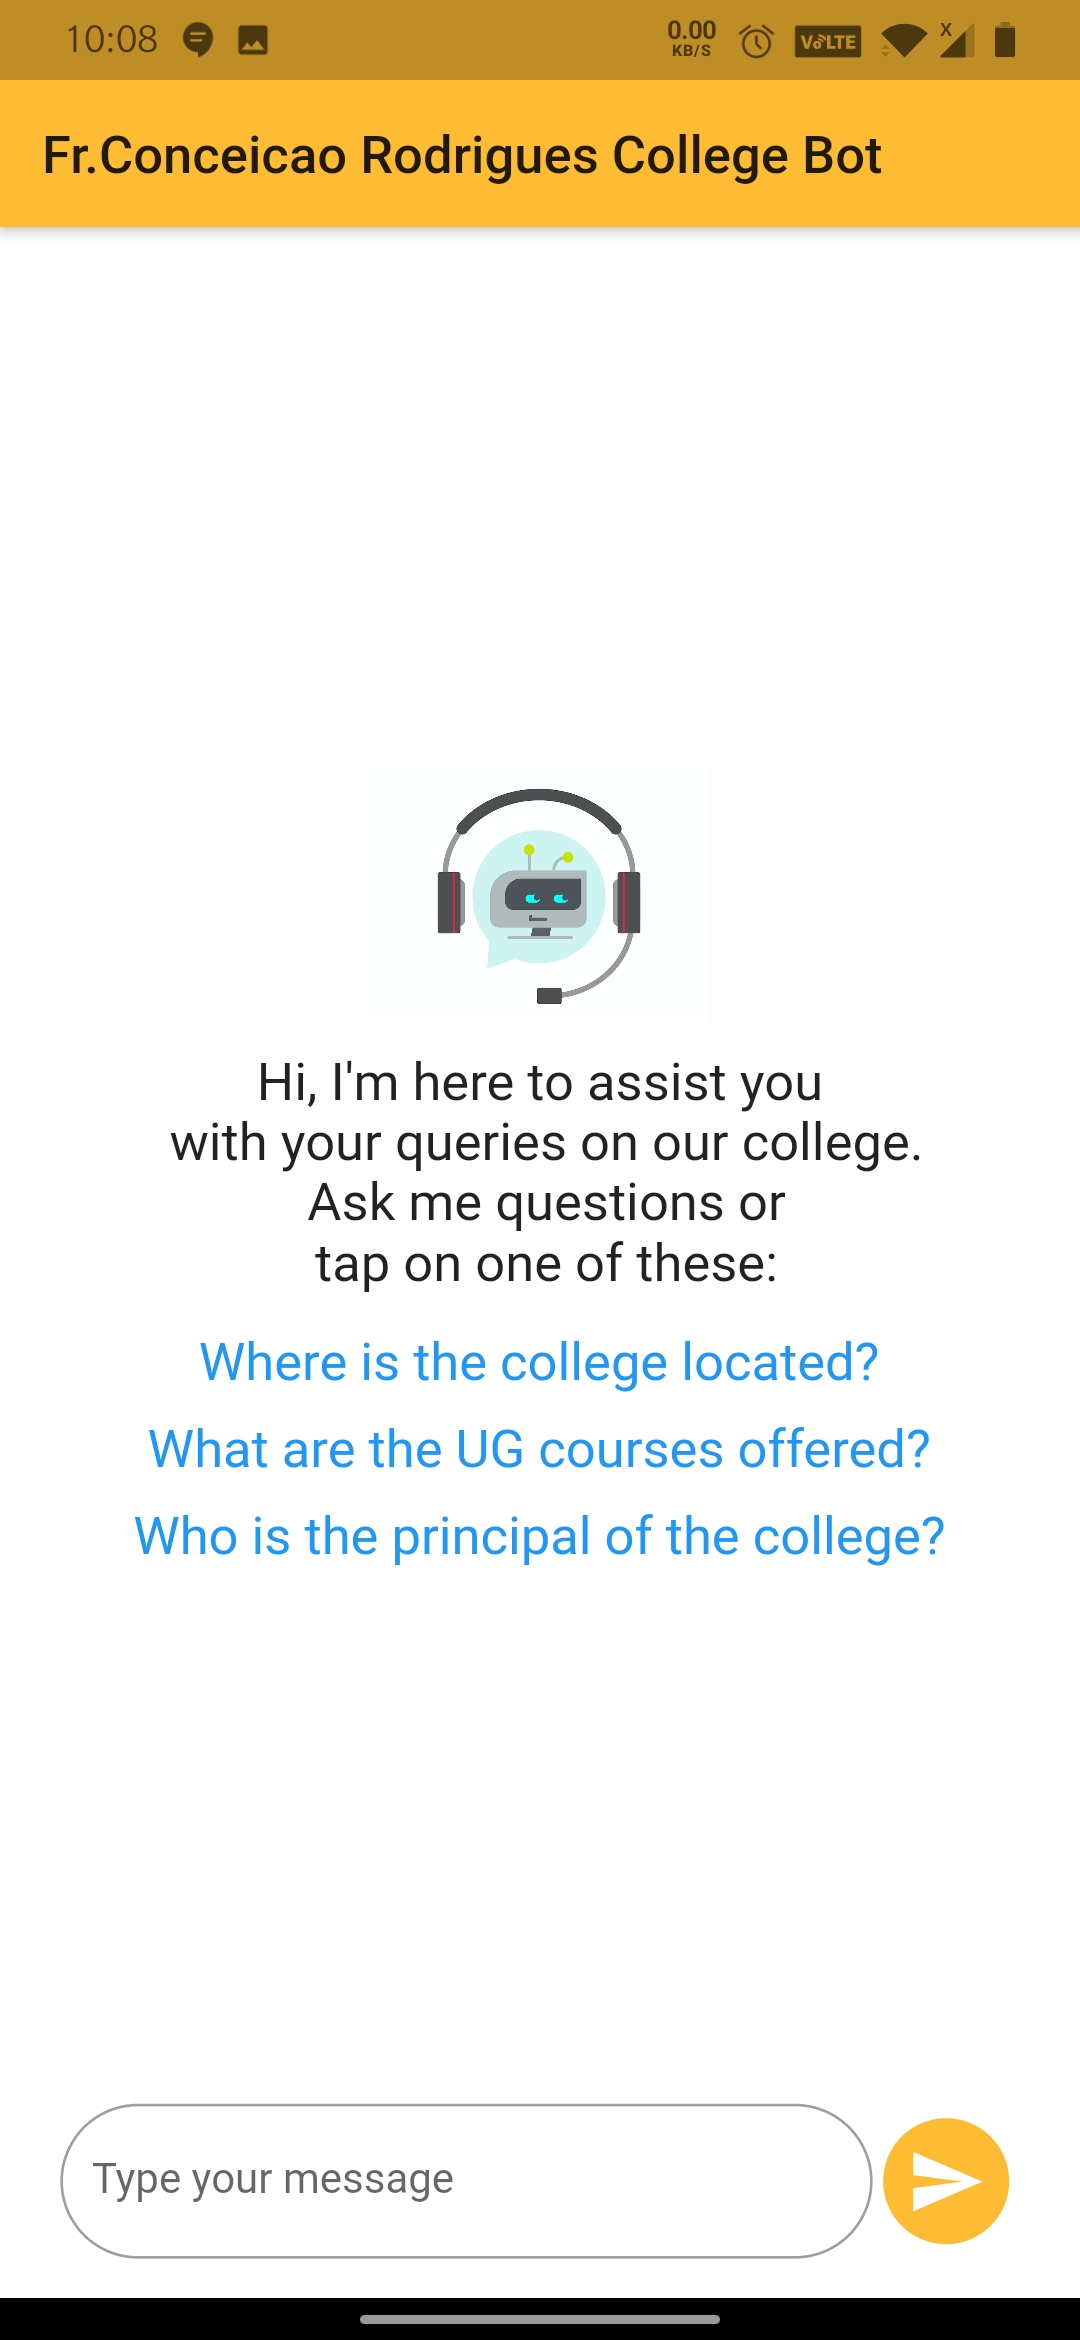 10:08
0.00
KB/S
VoLTE
X
Fr.Conceicao Rodrigues College Bot
Hi, I'm here to assist you
with your queries on our college.
Ask me questions or
tap on one of these:
Where is the college located?
What are the UG courses offered?
Who is the principal of the college?
Type your message